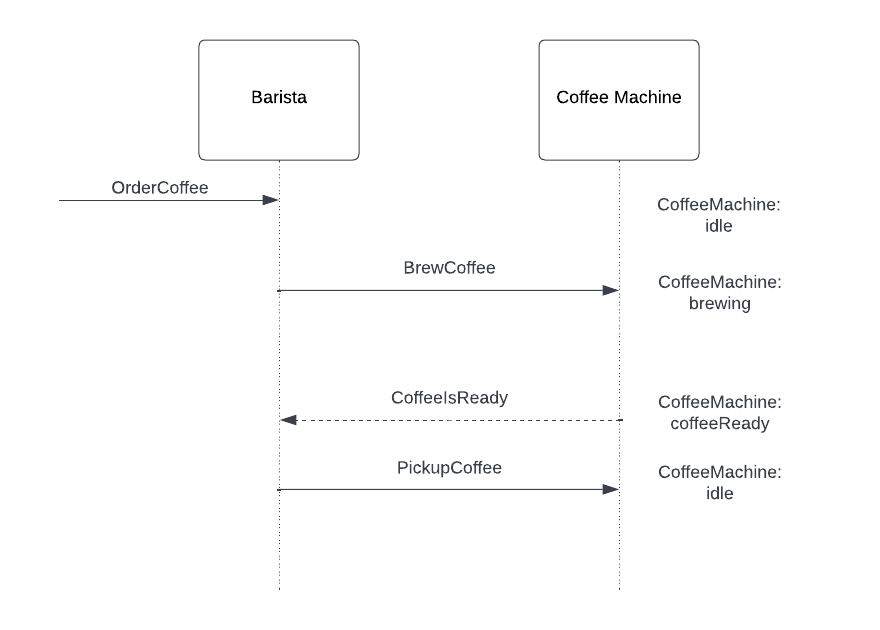 Barista
Coffee Machine
OrderCoffee
CoffeeMachine:
idle
BrewCoffee
CoffeeMachine:
brewing
CoffeeIsReady
CoffeeMachine:
coffeeReady
PickupCoffee
CoffeeMachine:
idle